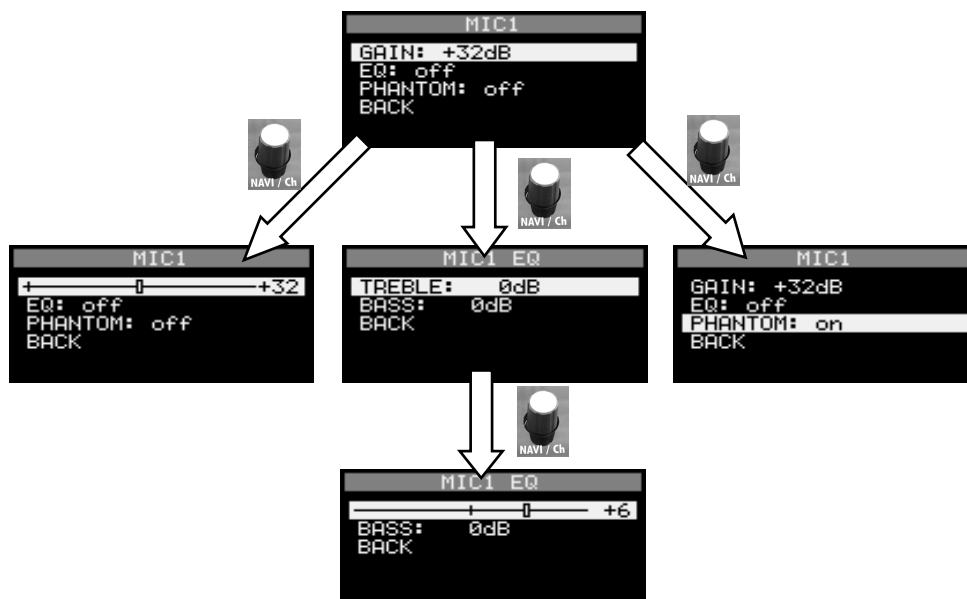 MIC1
GAIN: +32dB
EQ: off
PHANTOM: off
BACK
NAVI / Ch
NAVI / Ch
NAVI / Ch
MIC1
+32
EQ: off
PHANTOM: off
BACK
MIC1 EQ
TREBLE: 0dB
BASS: 0dB
BACK
MIC1
GAIN: +32dB
EQ: off
PHANTOM: on
BACK
NAVI / Ch
MIC1 EQ
+6
BASS: 0dB
BACK